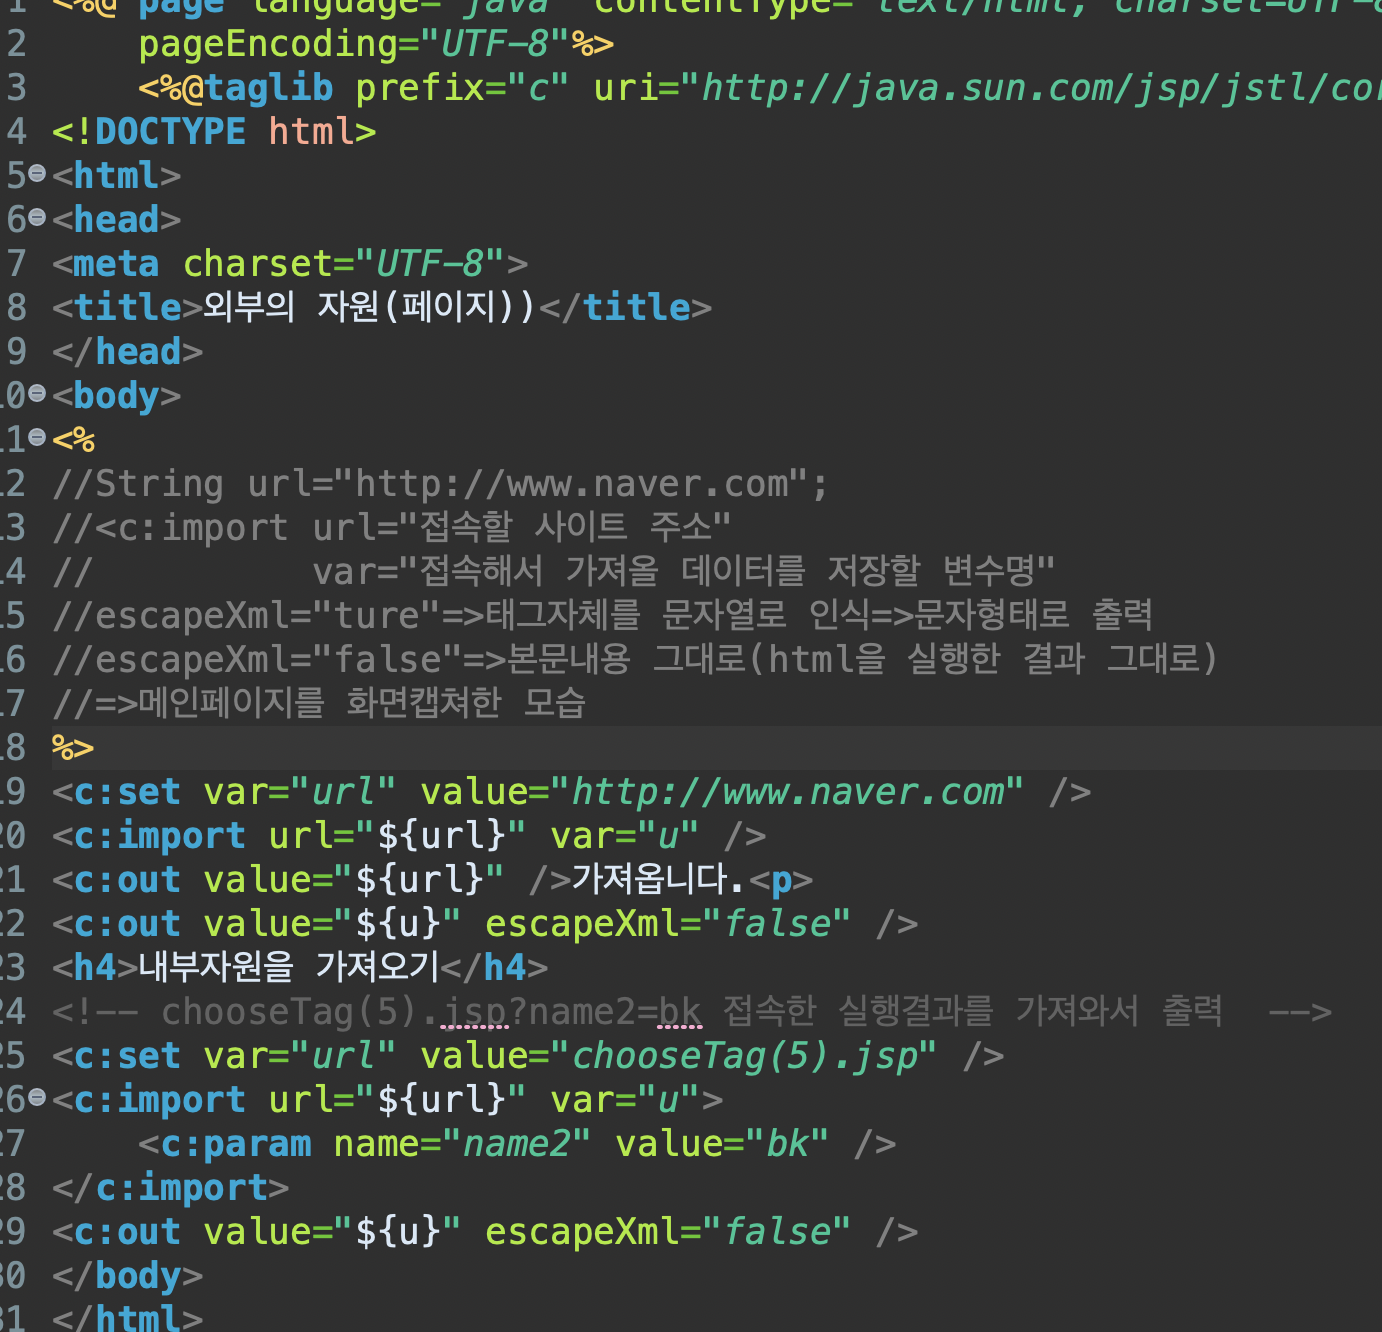 1 <%@ page language="java" contentType="text/html; charset=UTF-8
2     pageEncoding="UTF-8"%>
3     <%@taglib prefix="c" uri="http://java.sun.com/jsp/jstl/cor
4 <!DOCTYPE html>
5 <html>
6 <head>
7 <meta charset="UTF-8">
8 <title>외부의 자원(페이지))</title>
9 </head>
10 <body>
11 <%
12 //String url="http://www.naver.com";
13 //<c:import url="접속할 사이트 주소"
14 //          var="접속해서 가져올 데이터를 저장할 변수명"
15 //escapeXml="ture"=>태그자체를 문자열로 인식=>문자형태로 출력
16 //escapeXml="false"=>본문내용 그대로(html을 실행한 결과 그대로)
17 //=>메인페이지를 화면캡쳐한 모습
18 %>
19 <c:set var="url" value="http://www.naver.com" />
20 <c:import url="${url}" var="u" />
21 <c:out value="${url}" />가져옵니다.<p>
22 <c:out value="${u}" escapeXml="false" />
23 <h4>내부자원을 가져오기</h4>
24 <!-- chooseTag(5).jsp?name2=bk 접속한 실행결과를 가져와서 출력  -->
25 <c:set var="url" value="chooseTag(5).jsp" />
26 <c:import url="${url}" var="u">
27     <c:param name="name2" value="bk" />
28 </c:import>
29 <c:out value="${u}" escapeXml="false" />
30 </body>
31 </html>